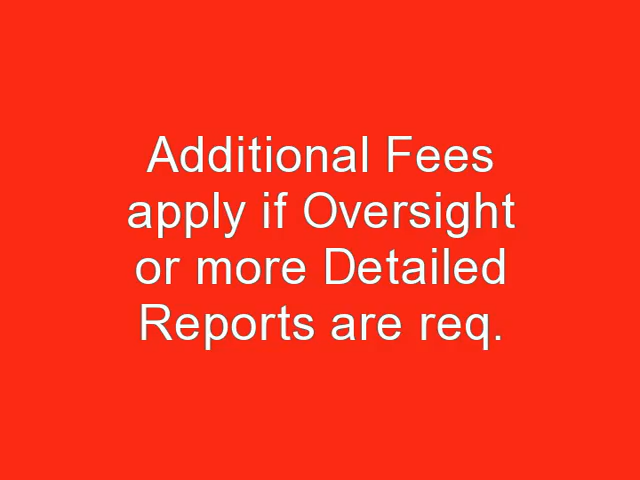 Additional Fees
apply if Oversight
or more Detailed
Reports are req.